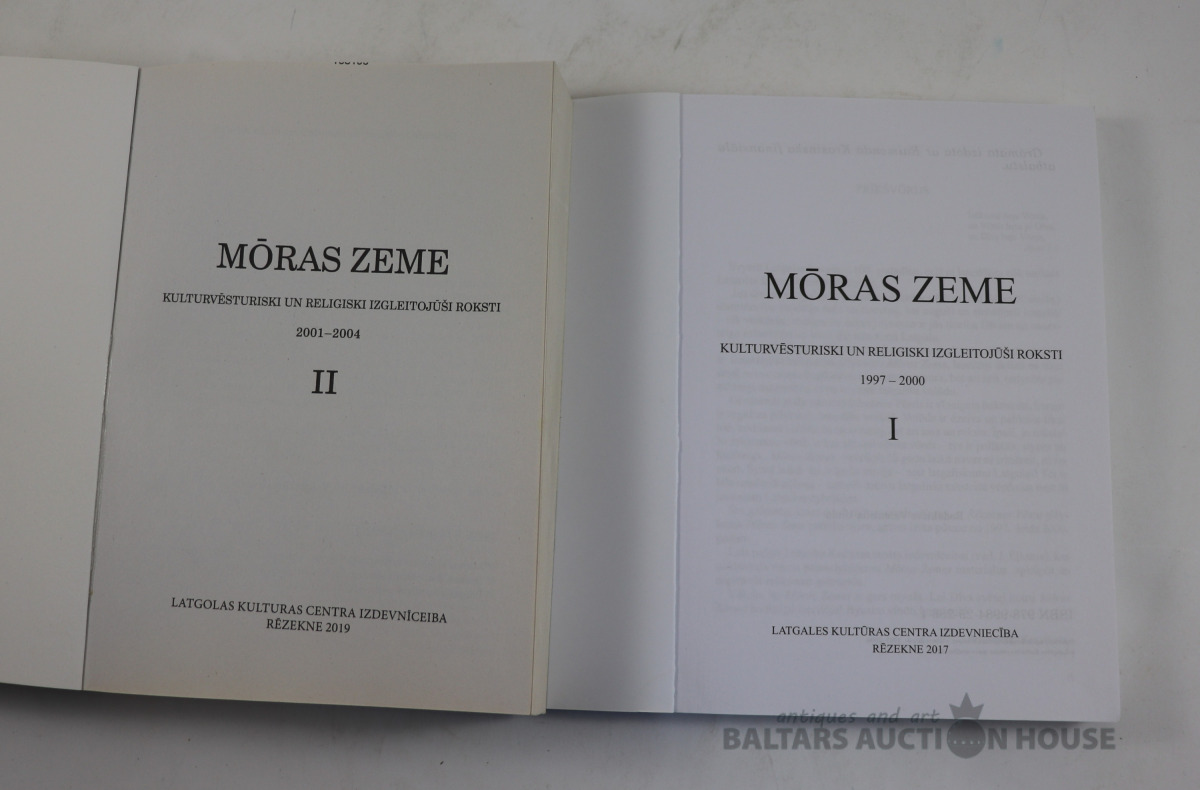 MŌRAS ZEME
KULTURVĒSTURISKI UN RELIGISKI IZGLEITOJŪŠI ROKSTI
2001–2004
II
LATGOLAS KULTURAS CENTRA IZDEVNĪCEIBA
RĒZEKNE 2019
MŌRAS ZEME
KULTURVĒSTURISKI UN RELIGISKI IZGLEITOJŪŠI ROKSTI
1997 – 2000
I
LATGALES KULTŪRAS CENTRA IZDEVNIECĪBA
RĒZEKNE 2017
antiques and art
BALTARS AUCTION HOUSE